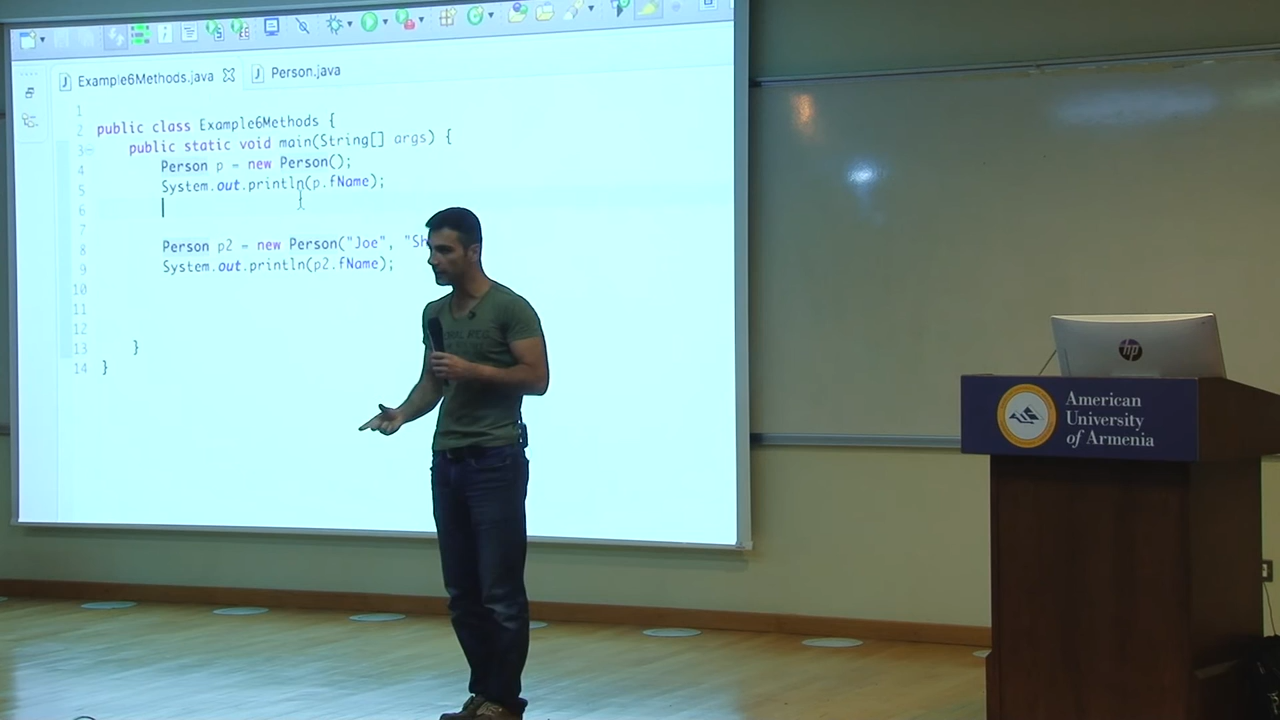 Example6Methods.java Person.java
1
2 public class Example6Methods {
3 public static void main(String[] args) {
4 Person p = new Person();
5 System.out.println(p.fName);
6
7
8 Person p2 = new Person("Joe", "Sh
9 System.out.println(p2.fName);
10
11
12
13 }
14 }
hp
American
University
of Armenia